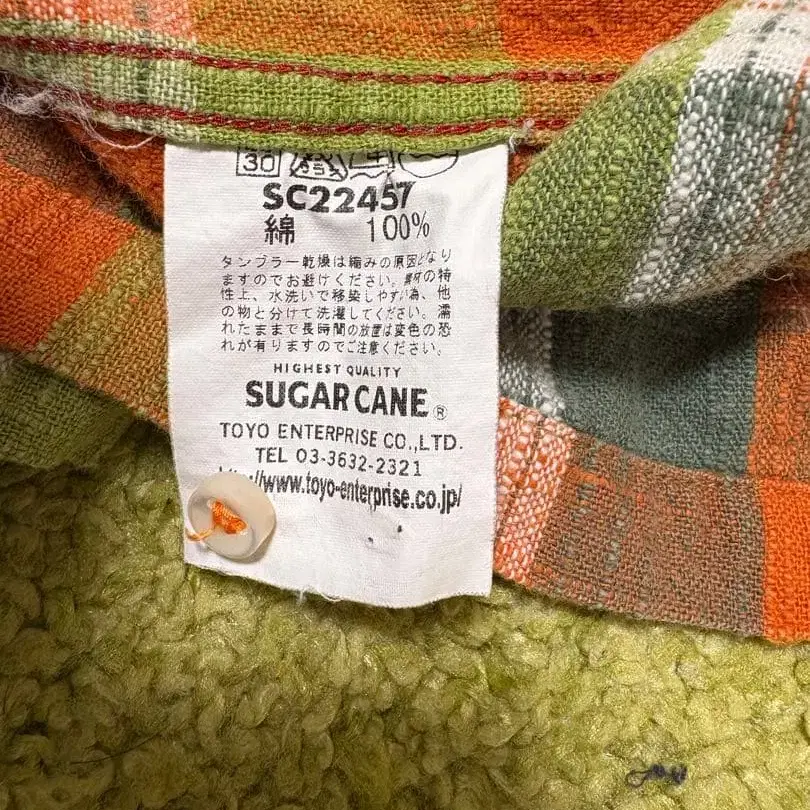 30
SC22457
綿 100%
タンブラー乾燥は縮みの原因となり
ますのでお避けください。素材の特
性上、水洗いで移染しやすい為、他
の物と分けて洗濯してください。濡
れたままで長時間の放置は変色の恐
れが有りますのでご注意ください。
HIGHEST QUALITY
SUGAR CANE ®
TOYO ENTERPRISE CO.,LTD.
TEL 03-3632-2321
http://www.toyo-enterprise.co.jp/